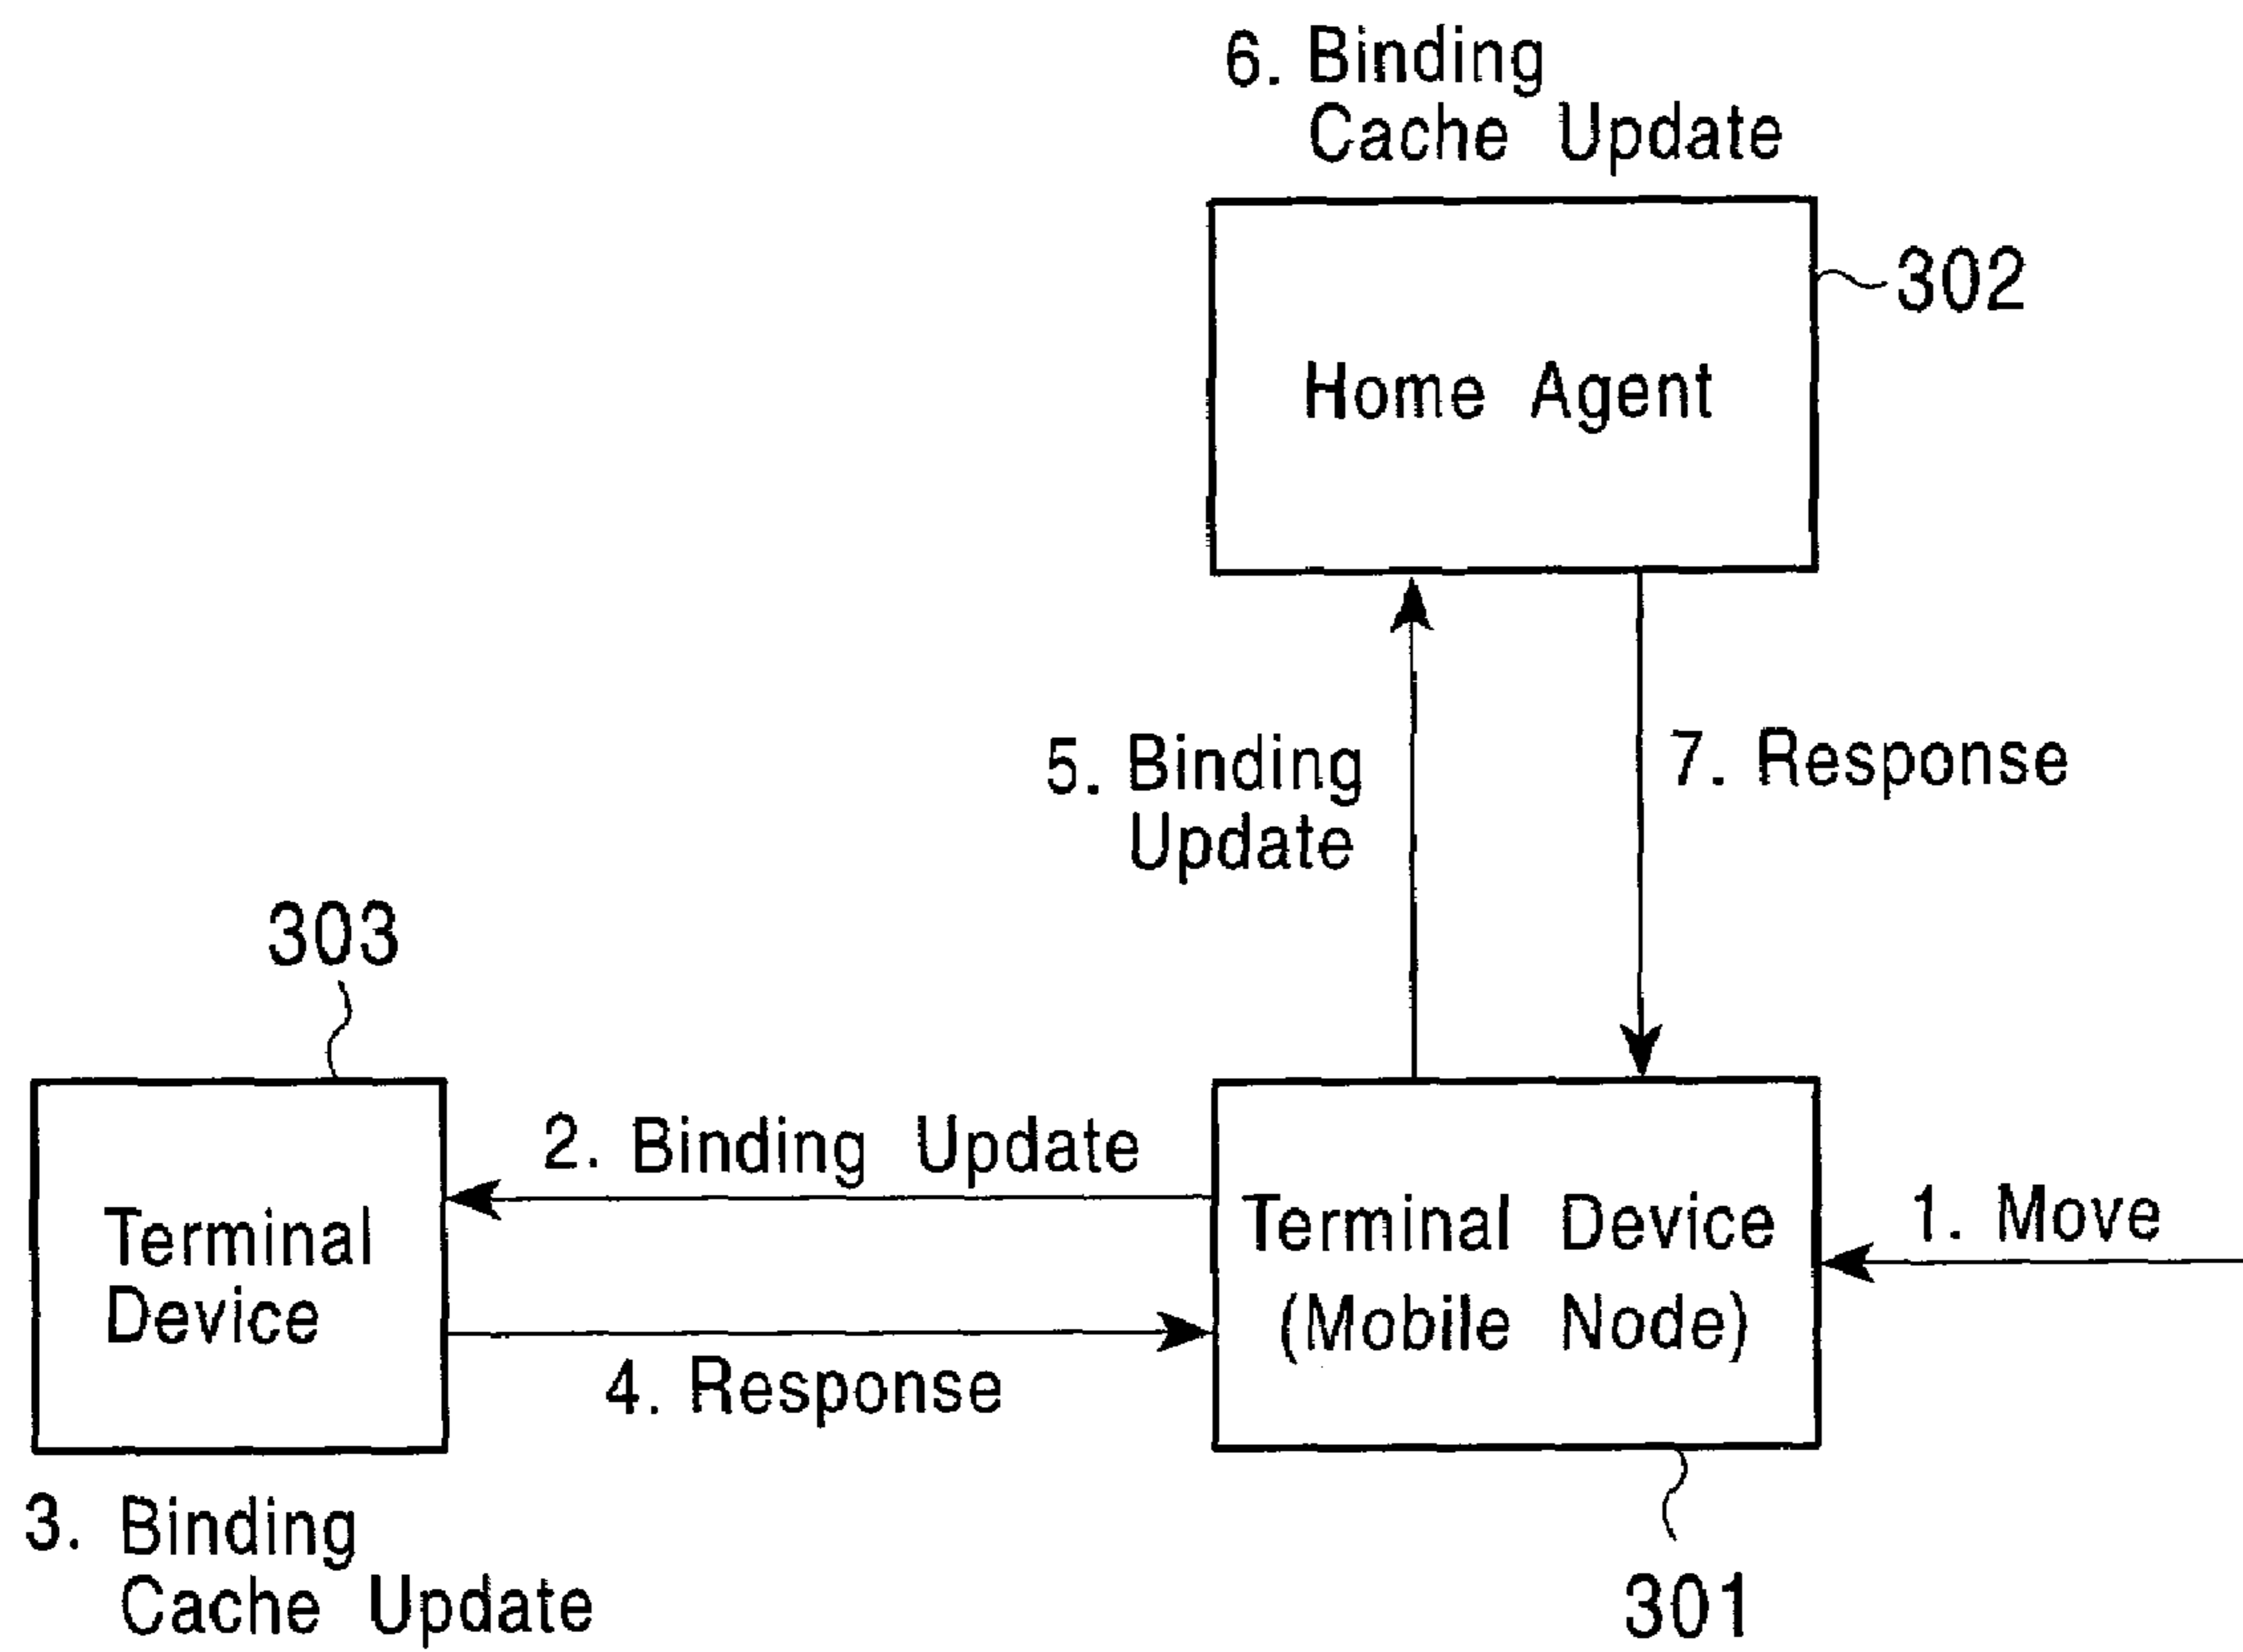 6. Binding
Cache Update
302
Home Agent
5. Binding
Update
7. Response
303
2. Binding Update
Terminal
Device
4. Response
Terminal Device
(Mobile Node)
1. Move
3. Binding
Cache Update
301